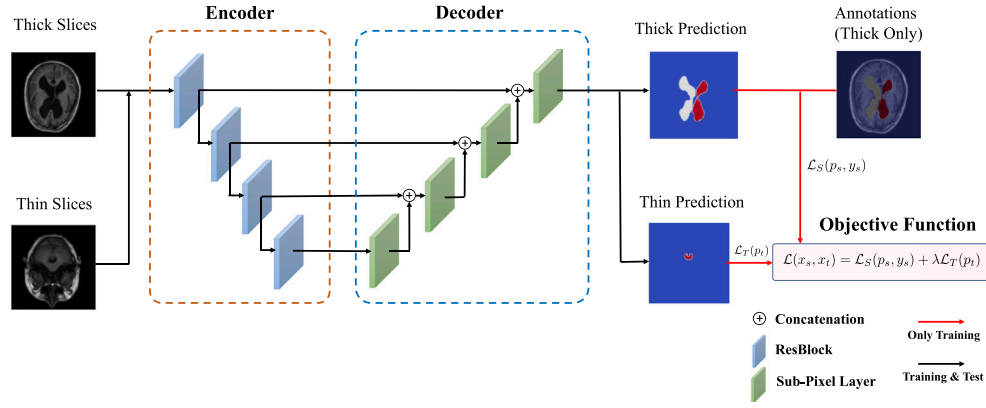 Thick Slices
Encoder
Decoder
Thick Prediction
Annotations
(Thick Only)
Thin Slices
Thin Prediction
ℒ_S(p_s, y_s)
Objective Function
ℒ_T(p_t)
ℒ(x_s, x_t) = ℒ_S(p_s, y_s) + λℒ_T(p_t)
⊕ Concatenation
ResBlock
Sub-Pixel Layer
Only Training
Training & Test